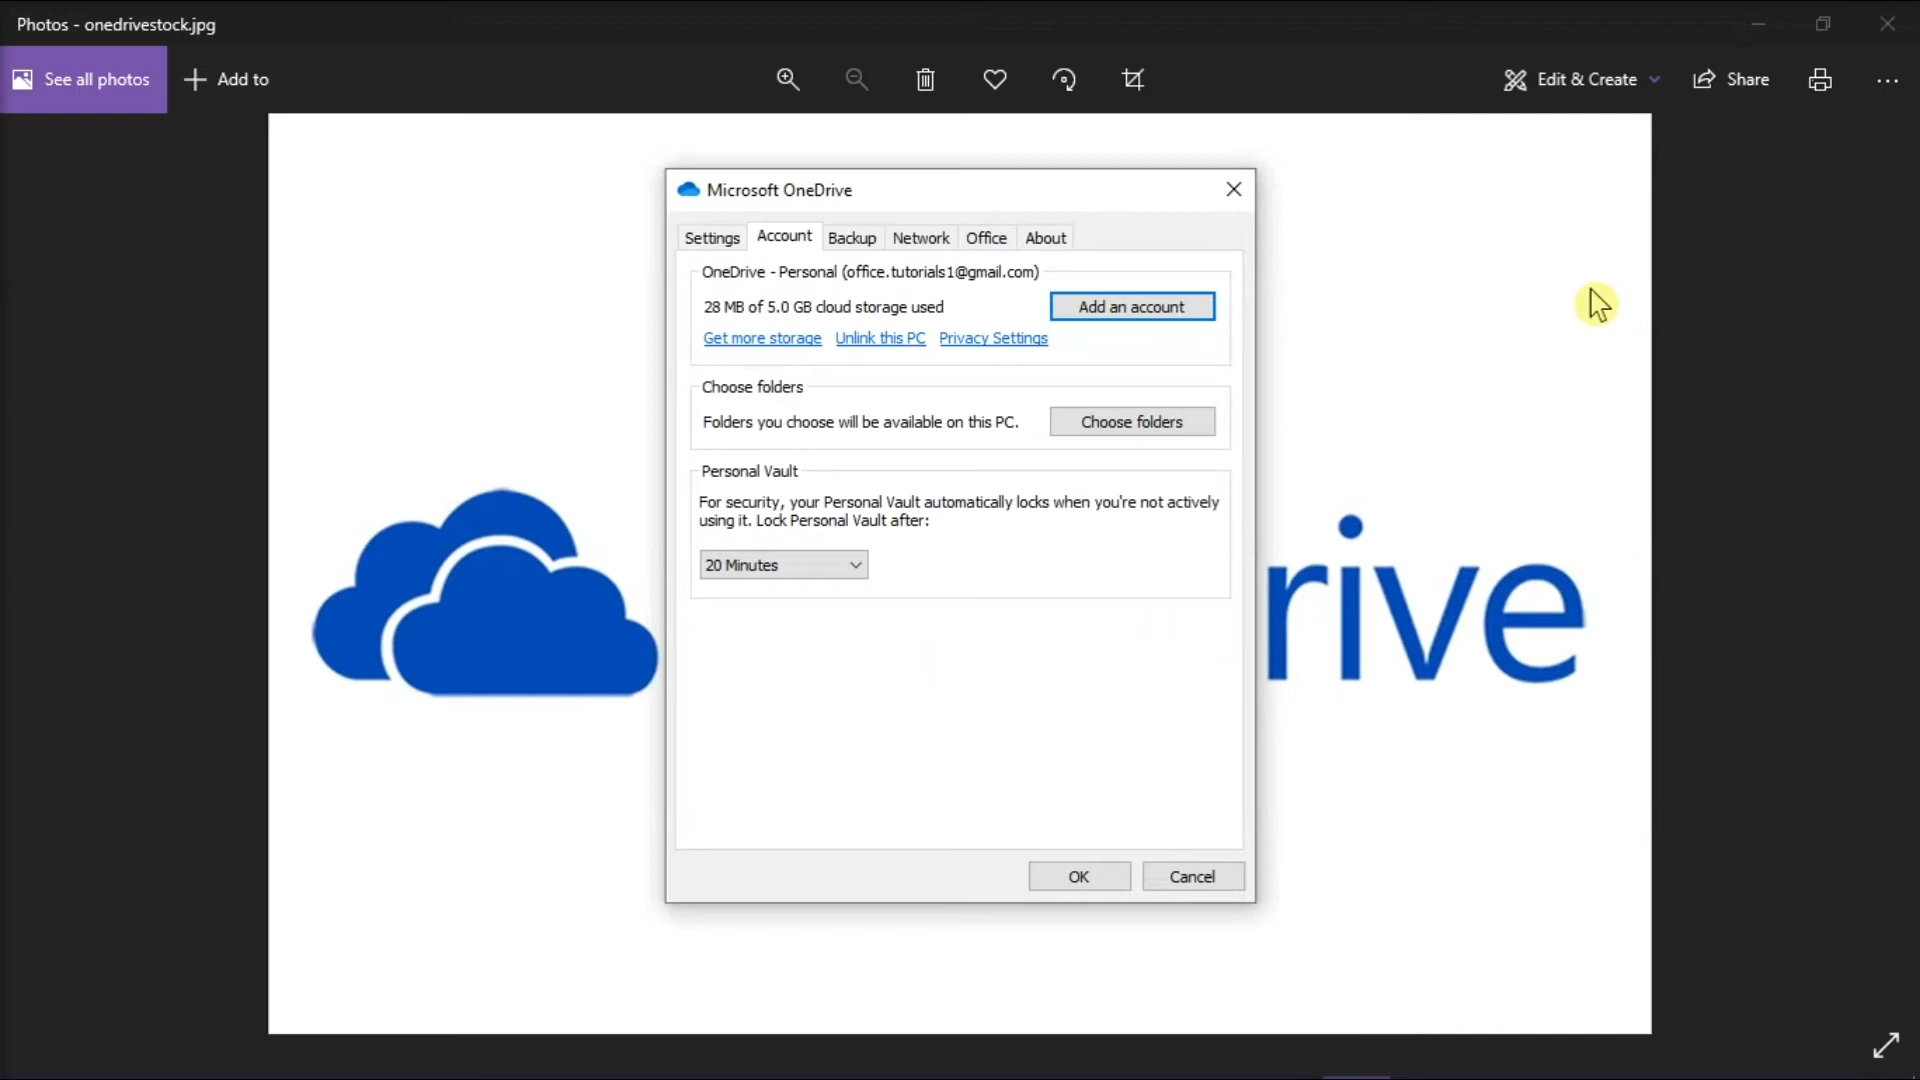 Photos - onedrivestock.jpg
See all photos
Add to
Edit & Create
Share
Microsoft OneDrive
Settings
Account
Backup
Network
Office
About
OneDrive - Personal (office.tutorials1@gmail.com)
28 MB of 5.0 GB cloud storage used
Add an account
Get more storage
Unlink this PC
Privacy Settings
Choose folders
Folders you choose will be available on this PC.
Choose folders
Personal Vault
For security, your Personal Vault automatically locks when you're not actively
using it. Lock Personal Vault after:
20 Minutes
rive
OK
Cancel